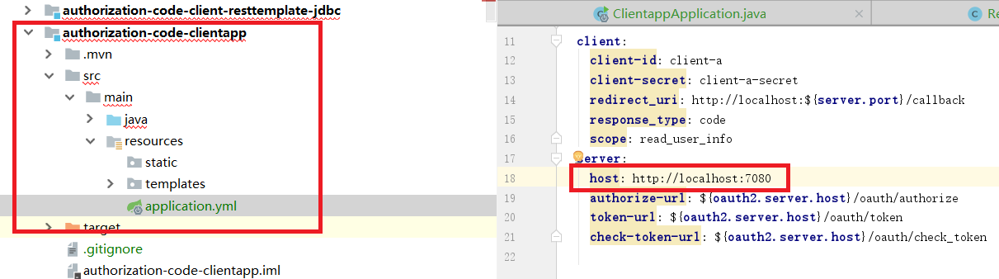 authorization-code-client-resttemplate-jdbc
authorization-code-clientapp
.mvn
src
main
java
resources
static
templates
application.yml
target
.gitignore
authorization-code-clientapp.iml
ClientappApplication.java
Re
11 client:
12 client-id: client-a
13 client-secret: client-a-secret
14 redirect_uri: http://localhost:${server.port}/callback
15 response_type: code
16 scope: read_user_info
17 server:
18 host: http://localhost:7080
19 authorize-url: ${oauth2.server.host}/oauth/authorize
20 token-url: ${oauth2.server.host}/oauth/token
21 check-token-url: ${oauth2.server.host}/oauth/check_token
22